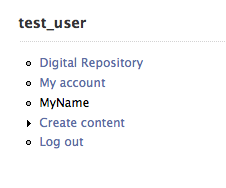 test_user
Digital Repository
My account
MyName
Create content
Log out